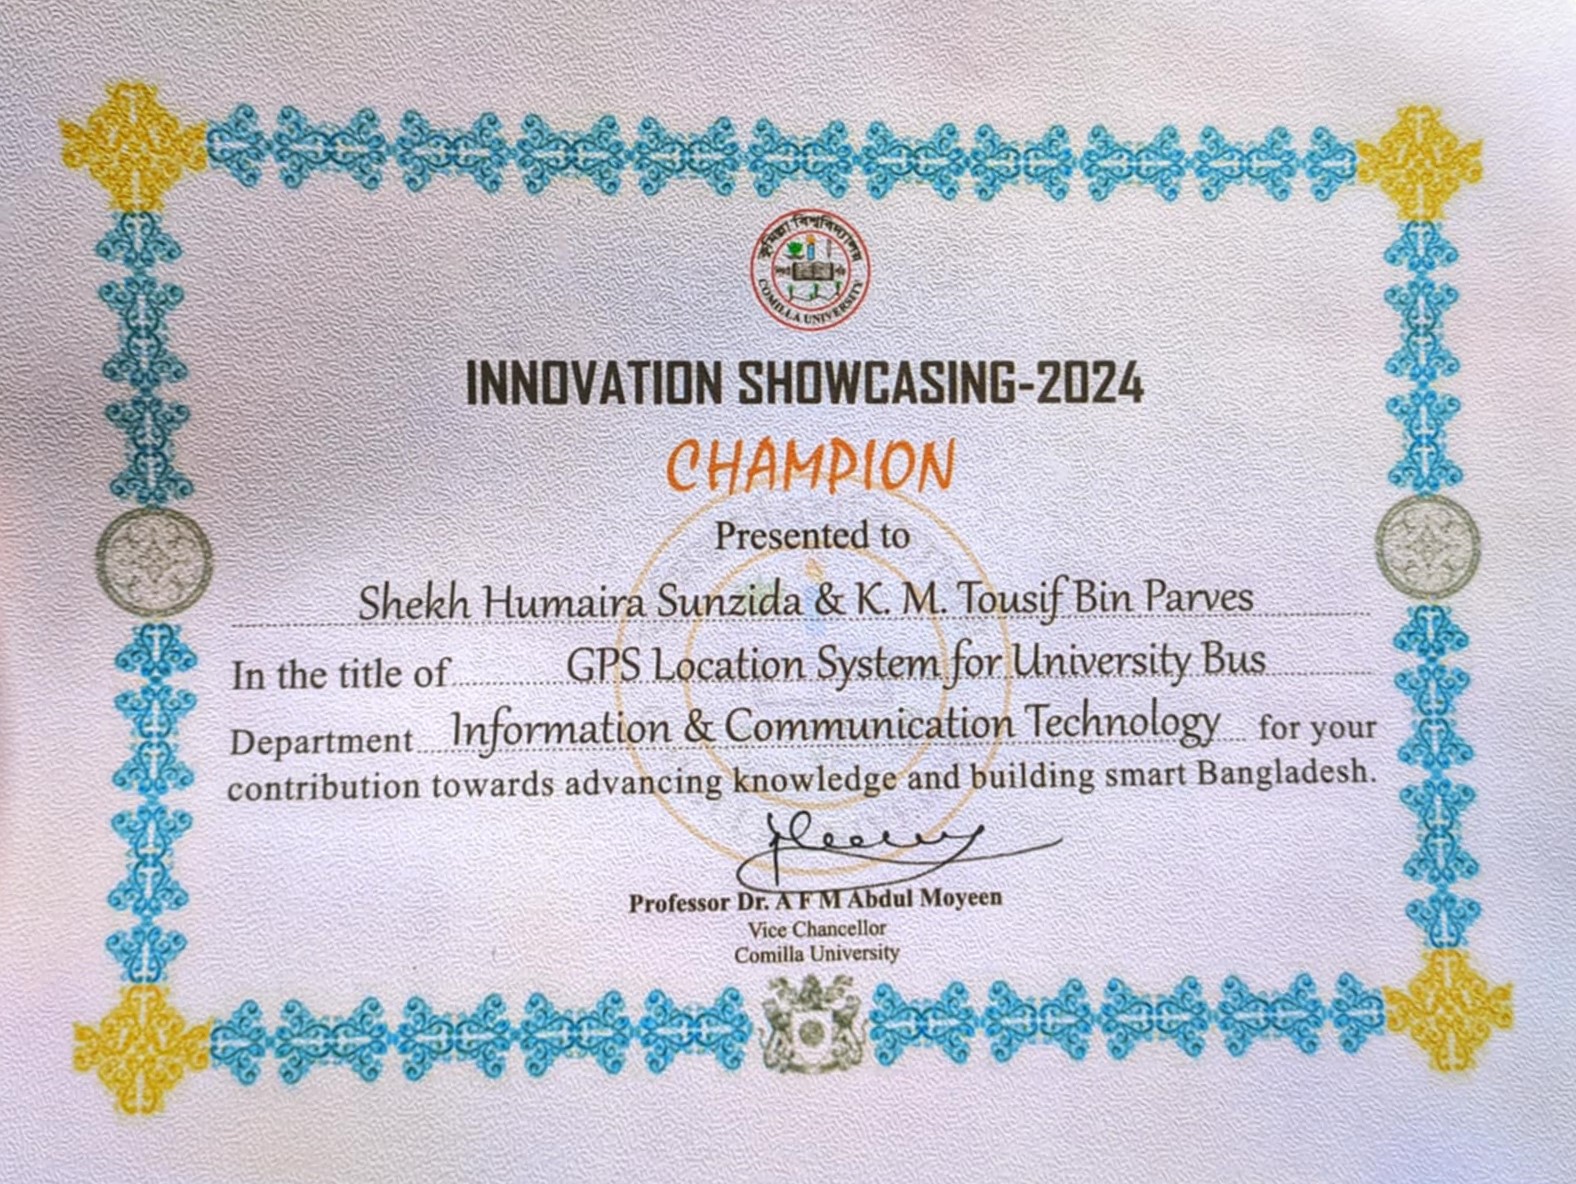 কুমিল্লা বিশ্ববিদ্যালয়
COMILLA UNIVERSITY
INNOVATION SHOWCASING-2024
CHAMPION
Presented to
Shekh Humaira Sunzida & K. M. Tousif Bin Parves
In the title of GPS Location System for University Bus
Department Information & Communication Technology for your
contribution towards advancing knowledge and building smart Bangladesh.
Professor Dr. A F M Abdul Moyeen
Vice Chancellor
Comilla University